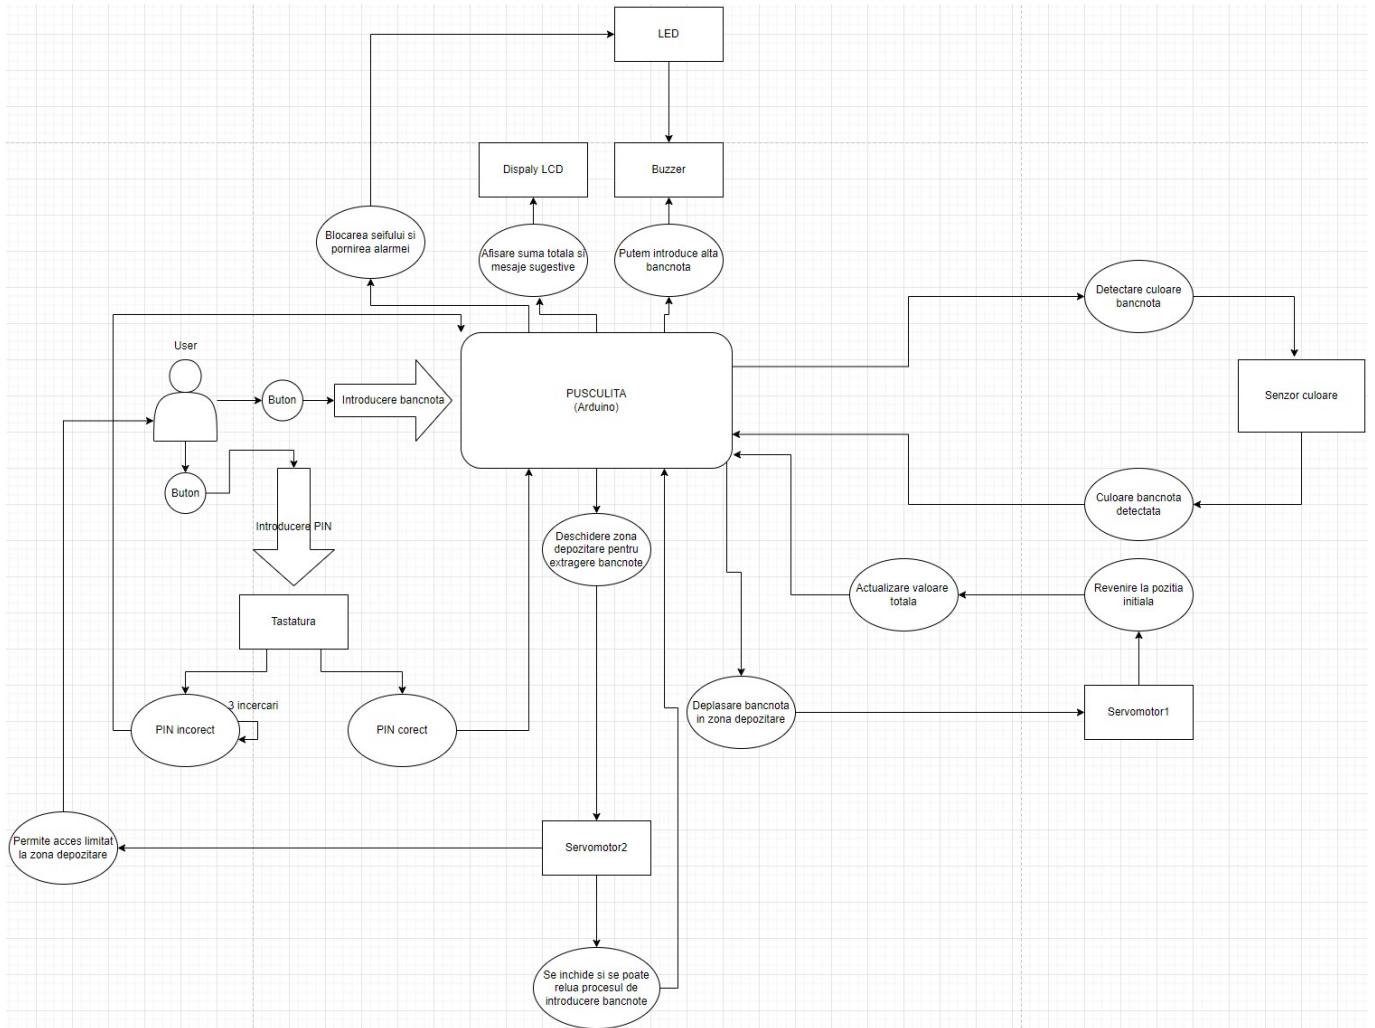 LED
Dispaly LCD
Buzzer
Blocarea seifului si
pornirea alarmei
Afisare suma totala si
mesaje sugestive
Putem introduce alta
bancnota
Detectare culoare
bancnota
User
Buton
Introducere bancnota
PUSCULITA
(Arduino)
Senzor culoare
Buton
Introducere PIN
Culoare bancnota
detectata
Deschidere zona
depozitare pentru
extragere bancnote
Actualizare valoare
totala
Revenire la pozitia
initiala
Tastatura
3 incercari
PIN incorect
PIN corect
Deplasare bancnota
in zona depozitare
Servomotor1
Permite acces limitat
la zona depozitare
Servomotor2
Se inchide si se poate
relua procesul de
introducere bancnote